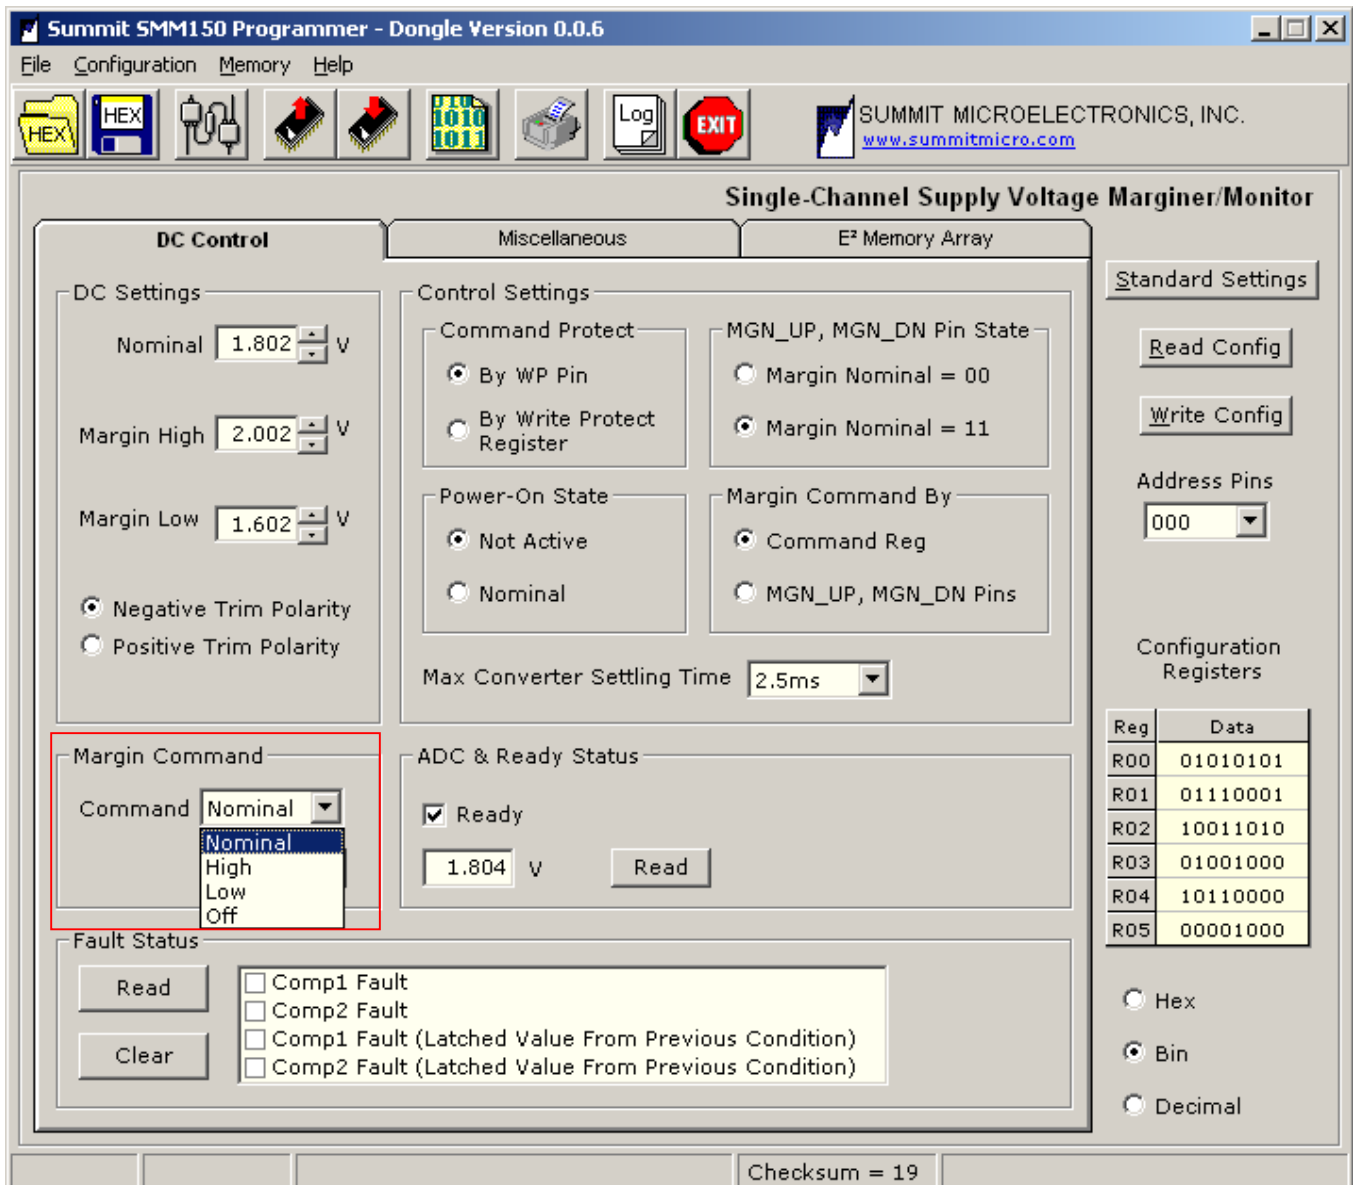 Summit SMM150 Programmer - Dongle Version 0.0.6
File Configuration Memory Help
HEX HEX 1010 1011 Log EXIT
SUMMIT MICROELECTRONICS, INC.
www.summitmicro.com
Single-Channel Supply Voltage Marginer/Monitor
DC Control Miscellaneous E² Memory Array
DC Settings
Nominal 1.802 V
Margin High 2.002 V
Margin Low 1.602 V
Negative Trim Polarity
Positive Trim Polarity
Control Settings
Command Protect
By WP Pin
By Write Protect
Register
MGN_UP, MGN_DN Pin State
Margin Nominal = 00
Margin Nominal = 11
Power-On State
Not Active
Nominal
Margin Command By
Command Reg
MGN_UP, MGN_DN Pins
Max Converter Settling Time 2.5ms
Margin Command
Command Nominal
Nominal
High
Low
Off
ADC & Ready Status
Ready
1.804 V Read
Fault Status
Read
Clear
Comp1 Fault
Comp2 Fault
Comp1 Fault (Latched Value From Previous Condition)
Comp2 Fault (Latched Value From Previous Condition)
Standard Settings
Read Config
Write Config
Address Pins
000
Configuration
Registers
Reg Data
R00 01010101
R01 01110001
R02 10011010
R03 01001000
R04 10110000
R05 00001000
Hex
Bin
Decimal
Checksum = 19